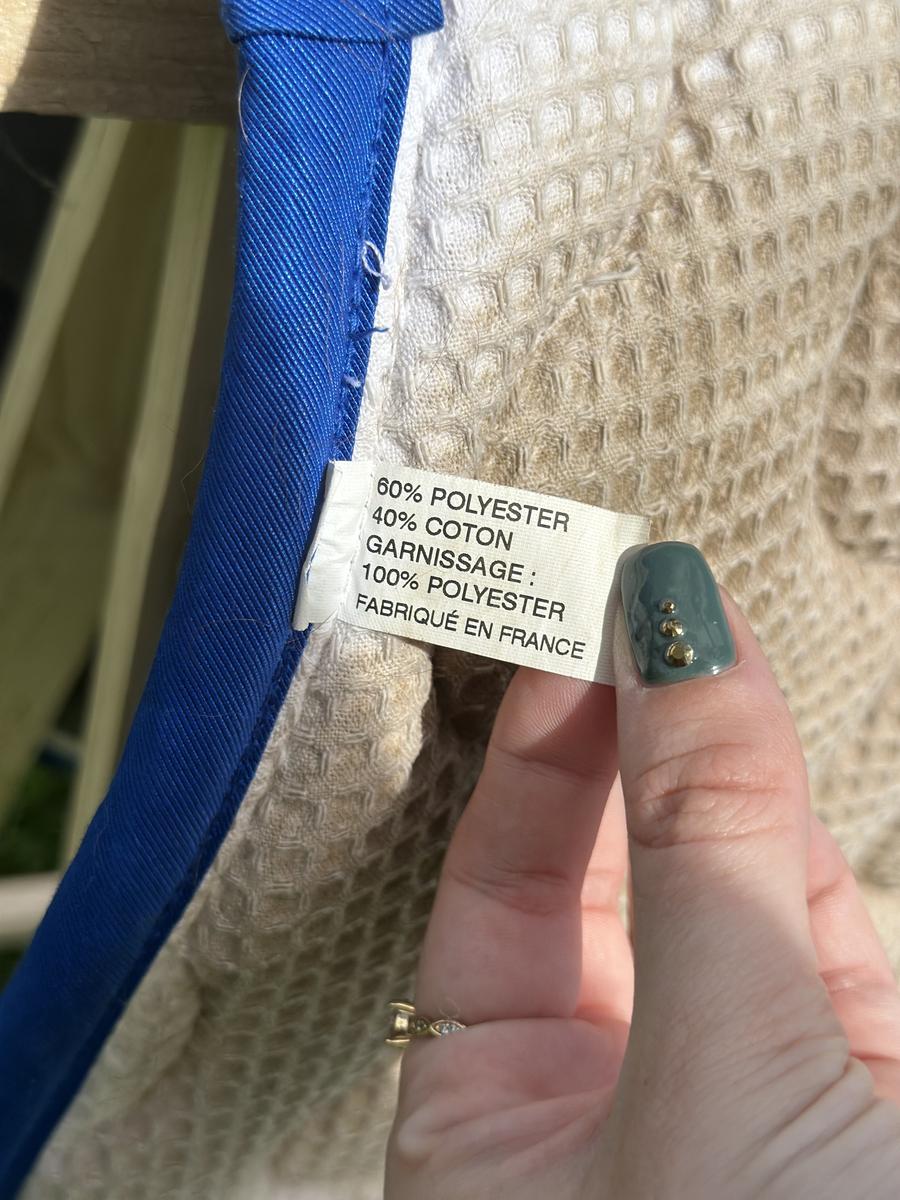 60% POLYESTER
40% COTON
GARNISSAGE :
100% POLYESTER
FABRIQUÉ EN FRANCE